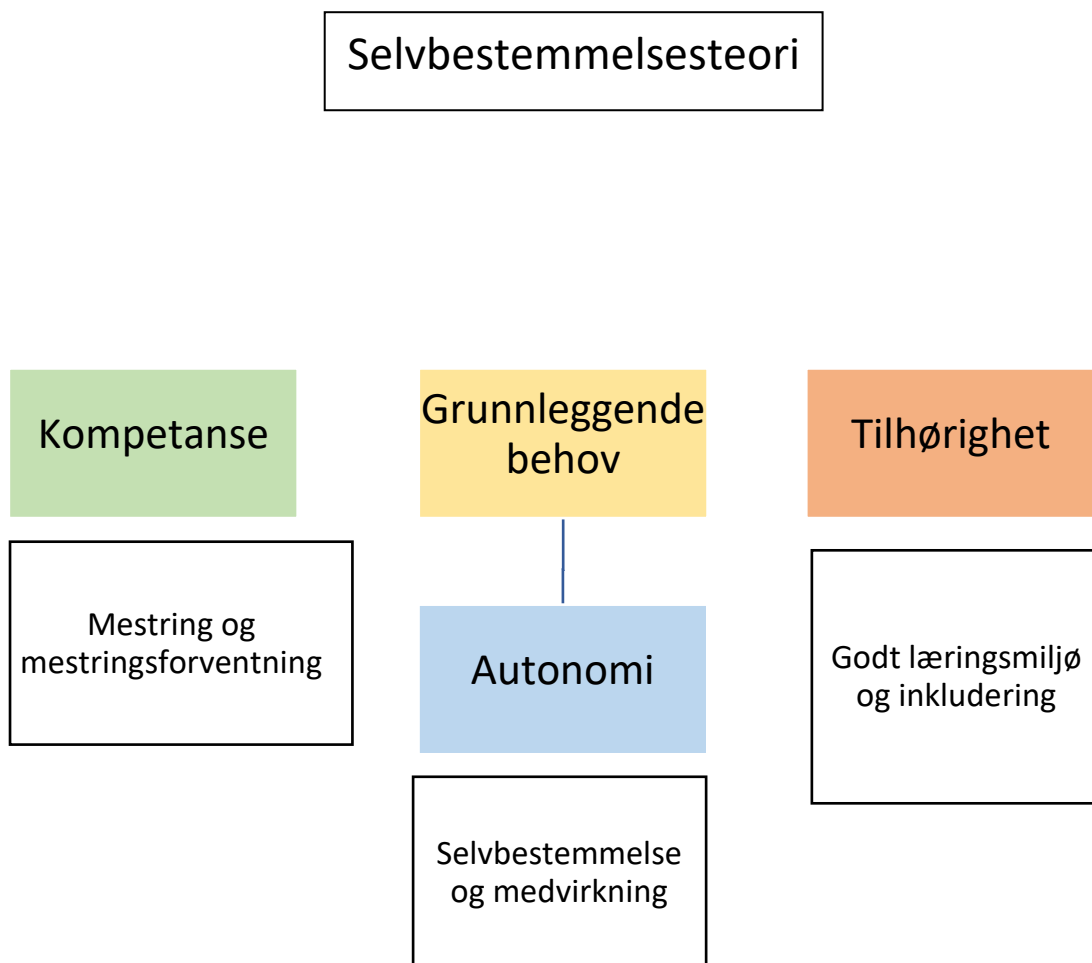 Selvbestemmelsesteori
Kompetanse
Grunnleggende
behov
Tilhørighet
Mestring og
mestringsforventning
Autonomi
Godt læringsmiljø
og inkludering
Selvbestemmelse
og medvirkning